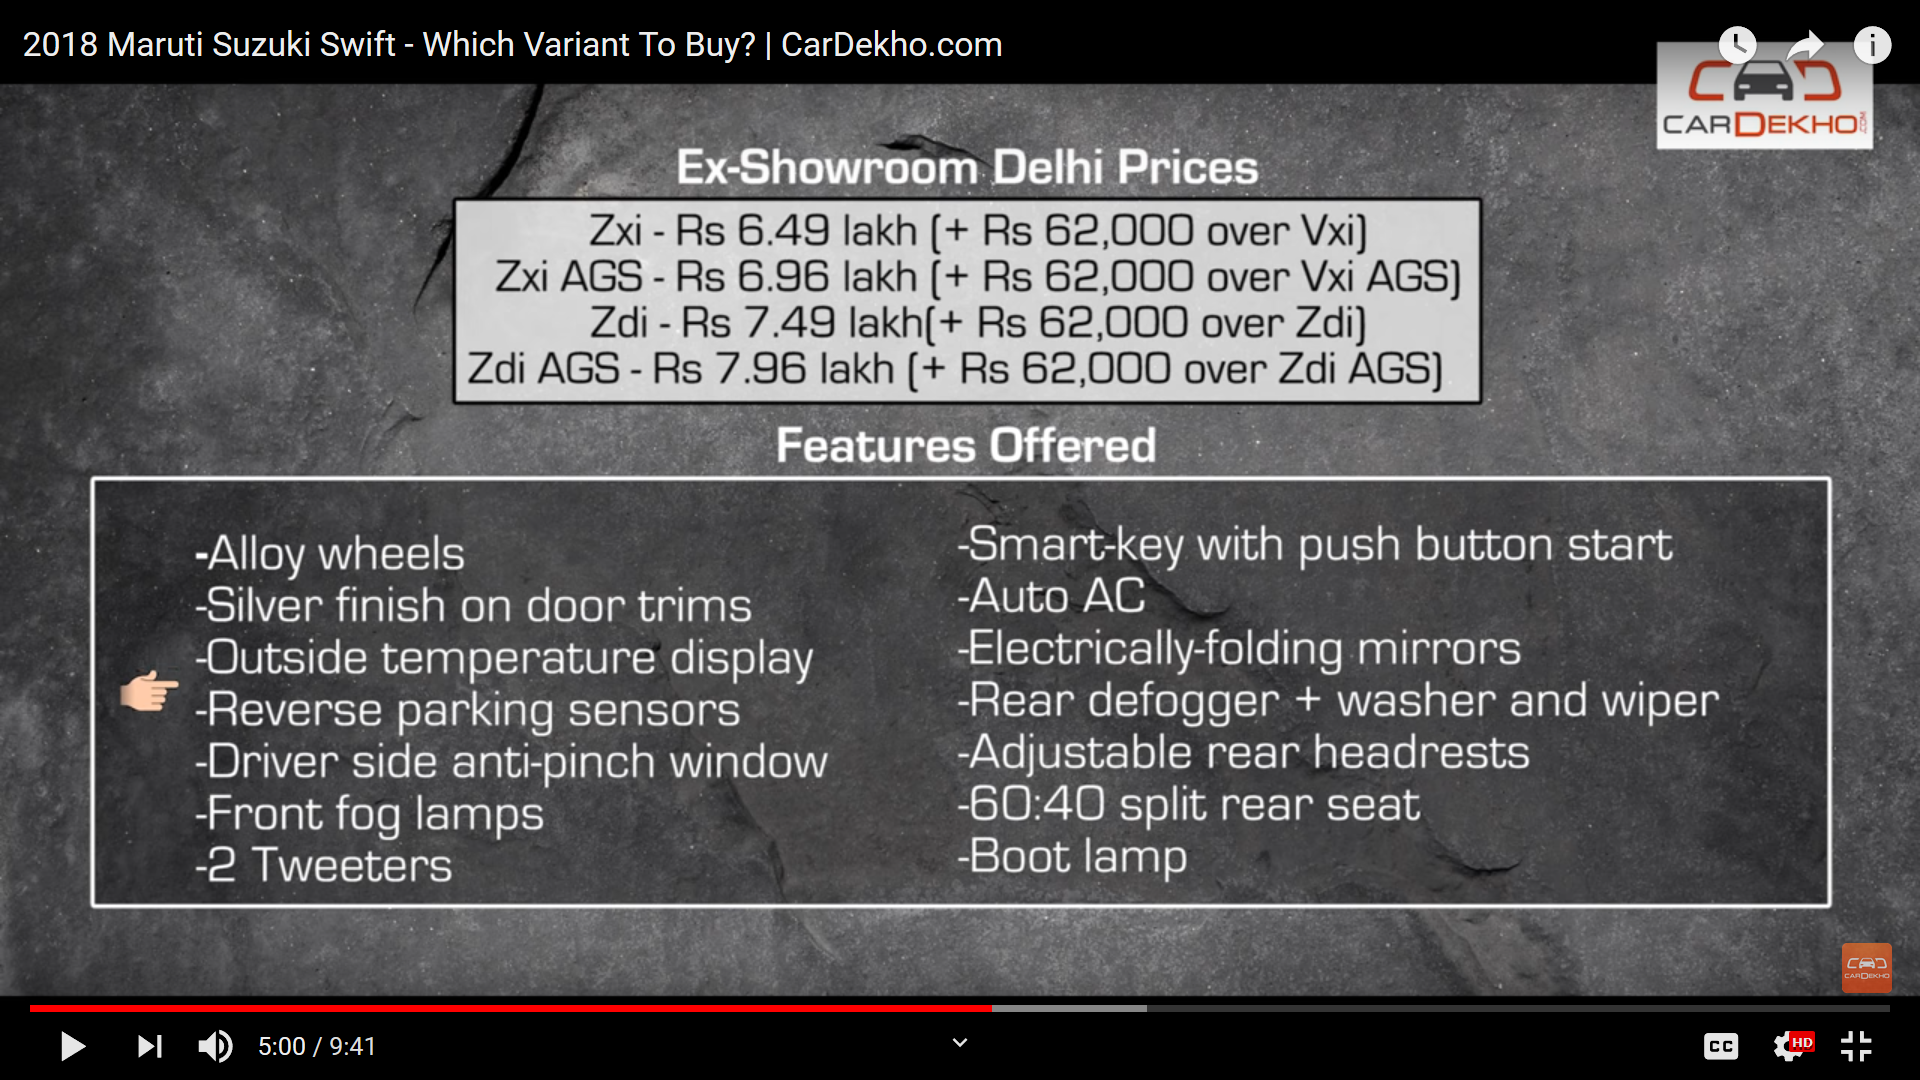 2018 Maruti Suzuki Swift - Which Variant To Buy? | CarDekho.com
CARDEKHO.COM
Ex-Showroom Delhi Prices
Zxi - Rs 6.49 lakh (+ Rs 62,000 over Vxi)
Zxi AGS - Rs 6.96 lakh (+ Rs 62,000 over Vxi AGS)
Zdi - Rs 7.49 lakh(+ Rs 62,000 over Zdi)
Zdi AGS - Rs 7.96 lakh (+ Rs 62,000 over Zdi AGS)
Features Offered
-Alloy wheels
-Silver finish on door trims
-Outside temperature display
-Reverse parking sensors
-Driver side anti-pinch window
-Front fog lamps
-2 Tweeters
-Smart-key with push button start
-Auto AC
-Electrically-folding mirrors
-Rear defogger + washer and wiper
-Adjustable rear headrests
-60:40 split rear seat
-Boot lamp
CARDEKHO
5:00 / 9:41
CC
HD